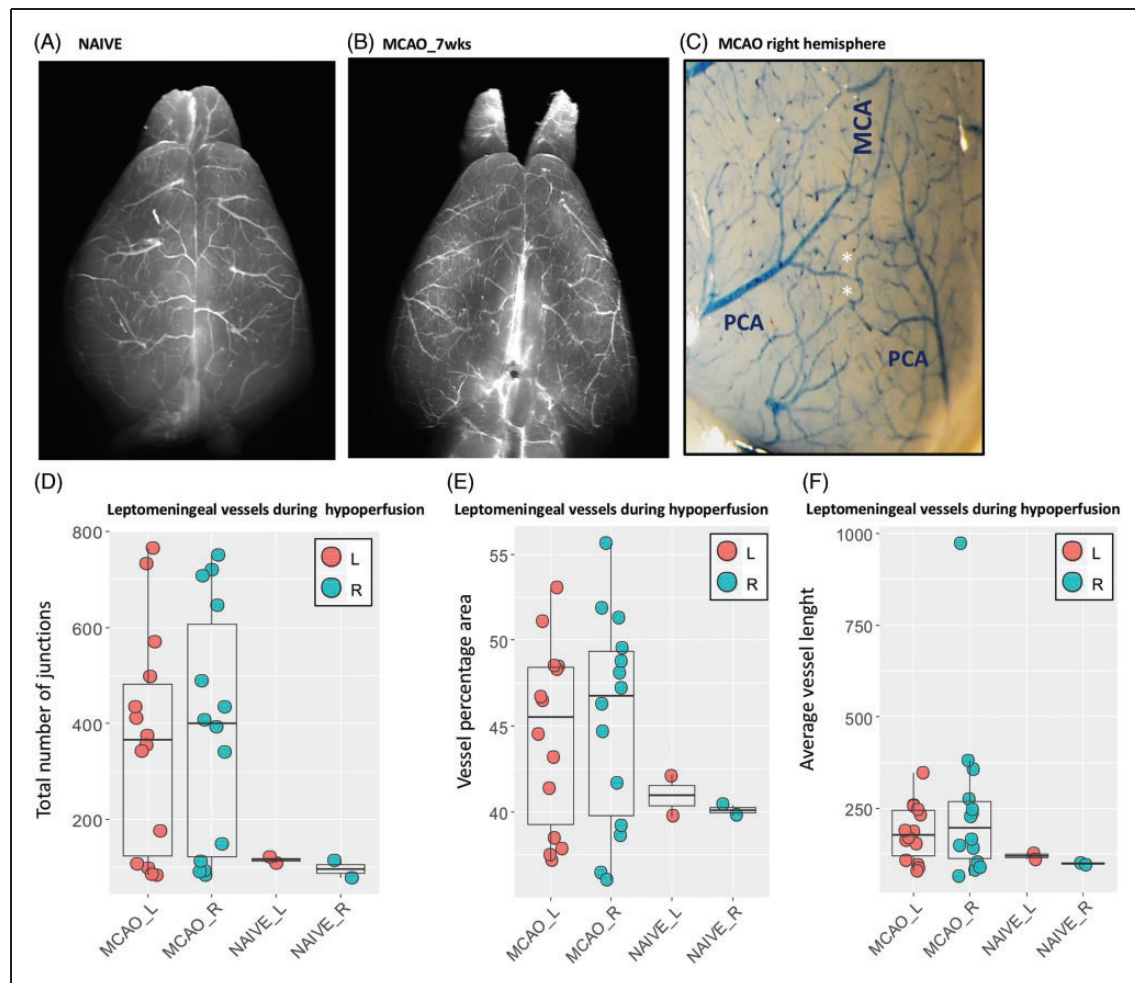 (A) NAIVE
(B) MCAO_7wks
(C) MCAO right hemisphere
MCA
* 
*
PCA
PCA
(D)
Leptomeningeal vessels during hypoperfusion
Total number of junctions
800
600
400
200
L
R
MCAO_L
MCAO_R
NAIVE_L
NAIVE_R
(E)
Leptomeningeal vessels during hypoperfusion
Vessel percentage area
55
50
45
40
L
R
MCAO_L
MCAO_R
NAIVE_L
NAIVE_R
(F)
Leptomeningeal vessels during hypoperfusion
Average vessel lenght
1000
750
500
250
L
R
MCAO_L
MCAO_R
NAIVE_L
NAIVE_R